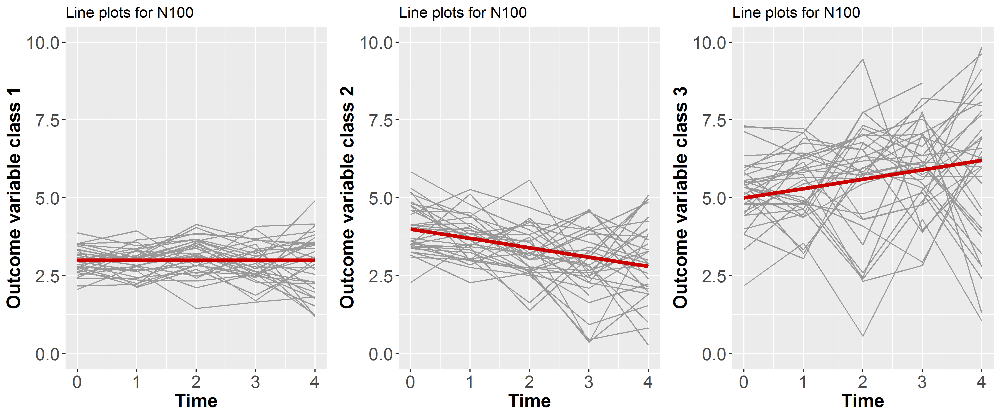 Line plots for N100
Outcome variable class 1
10.0
7.5
5.0
2.5
0.0
0 1 2 3 4
Time
Line plots for N100
Outcome variable class 2
10.0
7.5
5.0
2.5
0.0
0 1 2 3 4
Time
Line plots for N100
Outcome variable class 3
10.0
7.5
5.0
2.5
0.0
0 1 2 3 4
Time